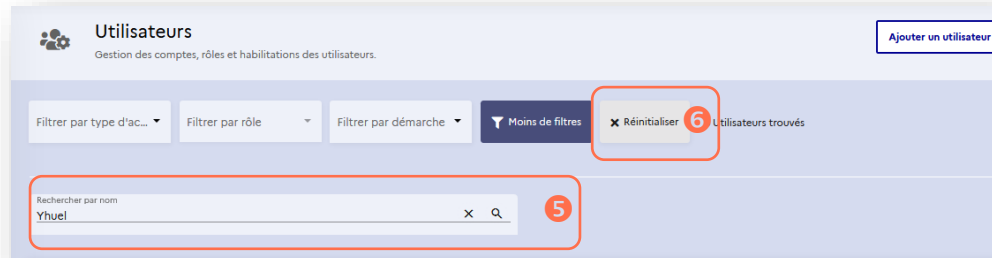 Utilisateurs
Gestion des comptes, rôles et habilitations des utilisateurs.
Ajouter un utilisateur
Filtrer par type d'ac... Filtrer par rôle Filtrer par démarche Moins de filtres Réinitialiser 6 Utilisateurs trouvés
Rechercher par nom
Yhuel 5